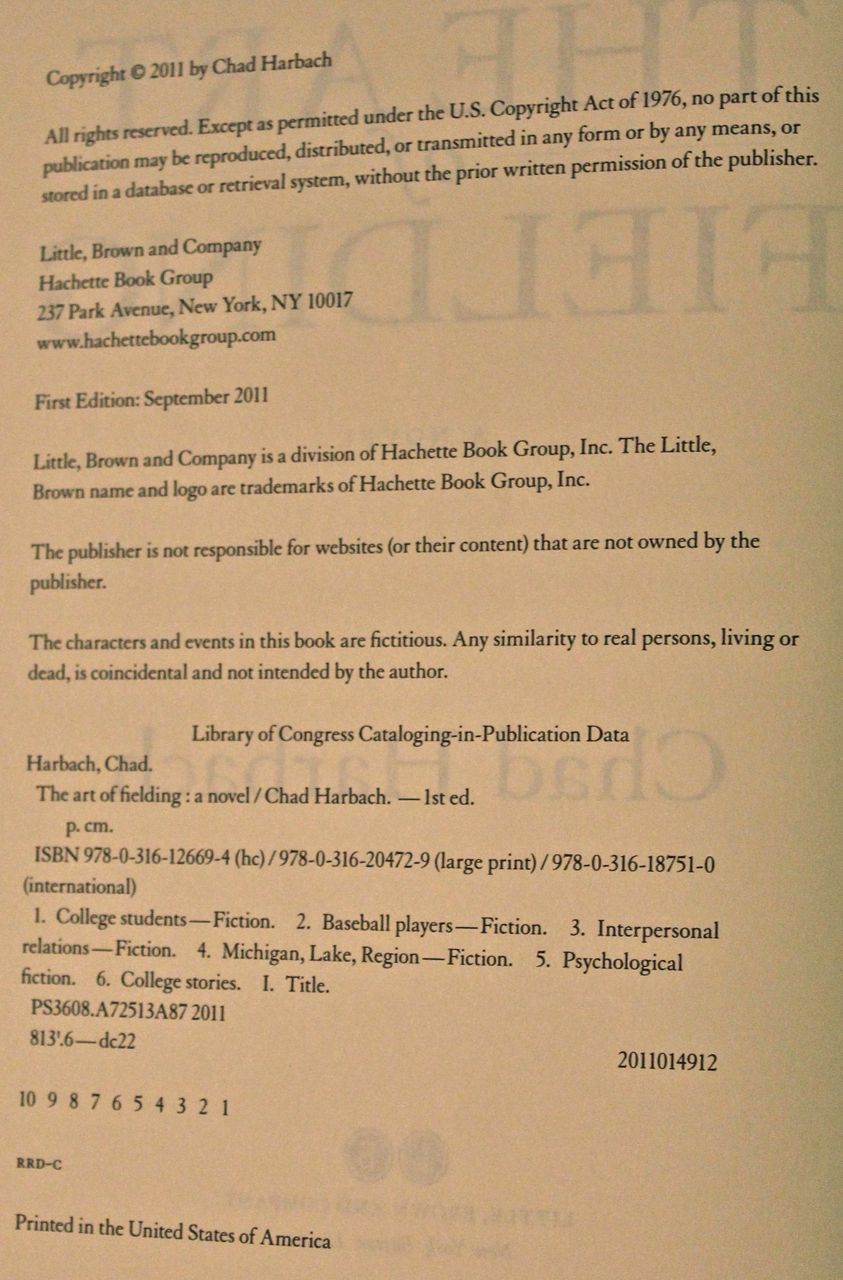 Copyright © 2011 by Chad Harbach
All rights reserved. Except as permitted under the U.S. Copyright Act of 1976, no part of this
publication may be reproduced, distributed, or transmitted in any form or by any means, or
stored in a database or retrieval system, without the prior written permission of the publisher.
Little, Brown and Company
Hachette Book Group
237 Park Avenue, New York, NY 10017
www.hachettebookgroup.com
First Edition: September 2011
Little, Brown and Company is a division of Hachette Book Group, Inc. The Little,
Brown name and logo are trademarks of Hachette Book Group, Inc.
The publisher is not responsible for websites (or their content) that are not owned by the
publisher.
The characters and events in this book are fictitious. Any similarity to real persons, living or
dead, is coincidental and not intended by the author.
Library of Congress Cataloging-in-Publication Data
Harbach, Chad.
The art of fielding : a novel / Chad Harbach. — 1st ed.
p. cm.
ISBN 978-0-316-12669-4 (hc) / 978-0-316-20472-9 (large print) / 978-0-316-18751-0
(international)
1. College students — Fiction. 2. Baseball players — Fiction. 3. Interpersonal
relations — Fiction. 4. Michigan, Lake, Region — Fiction. 5. Psychological
fiction. 6. College stories. I. Title.
PS3608.A72513A87 2011
813'.6—dc22
2011014912
10 9 8 7 6 5 4 3 2 1
RRD-C
Printed in the United States of America